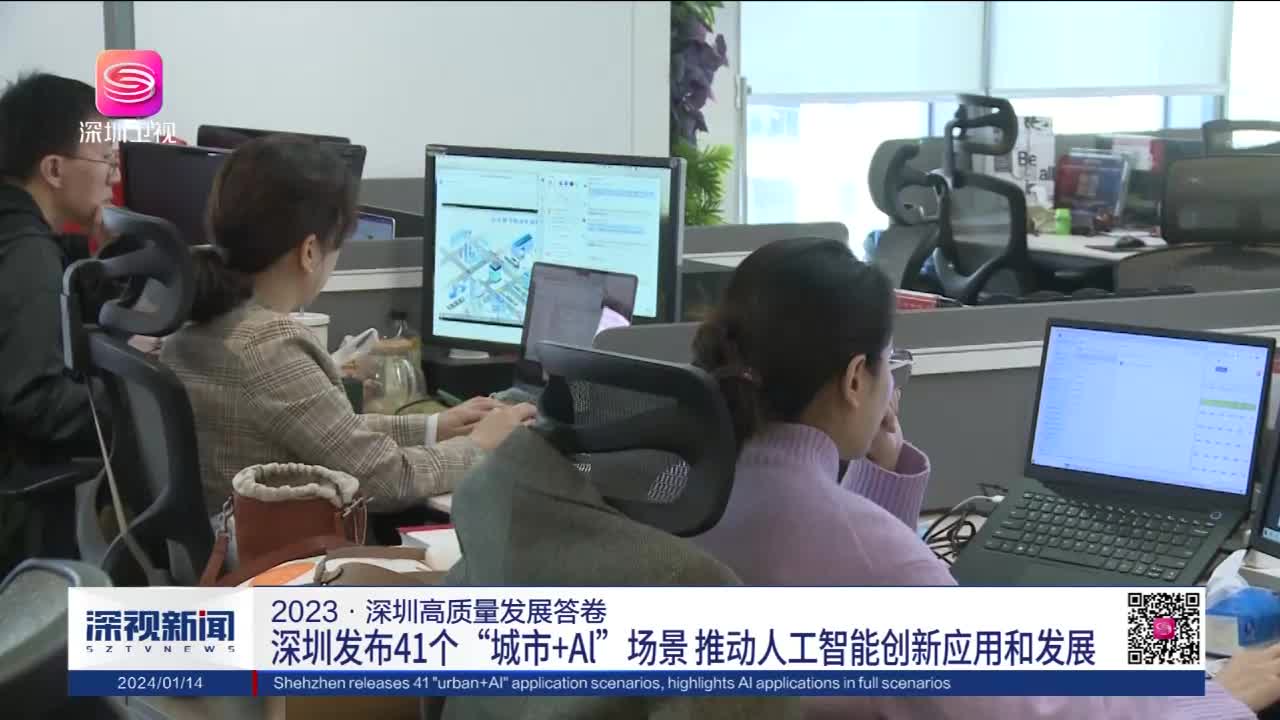 深圳卫视
Be
all
in
深视新闻
SZTVNEWS
2023·深圳高质量发展答卷
深圳发布41个“城市+AI”场景 推动人工智能创新应用和发展
2024/01/14
Shehzhen releases 41 "urban+AI" application scenarios, highlights AI applications in full scenarios